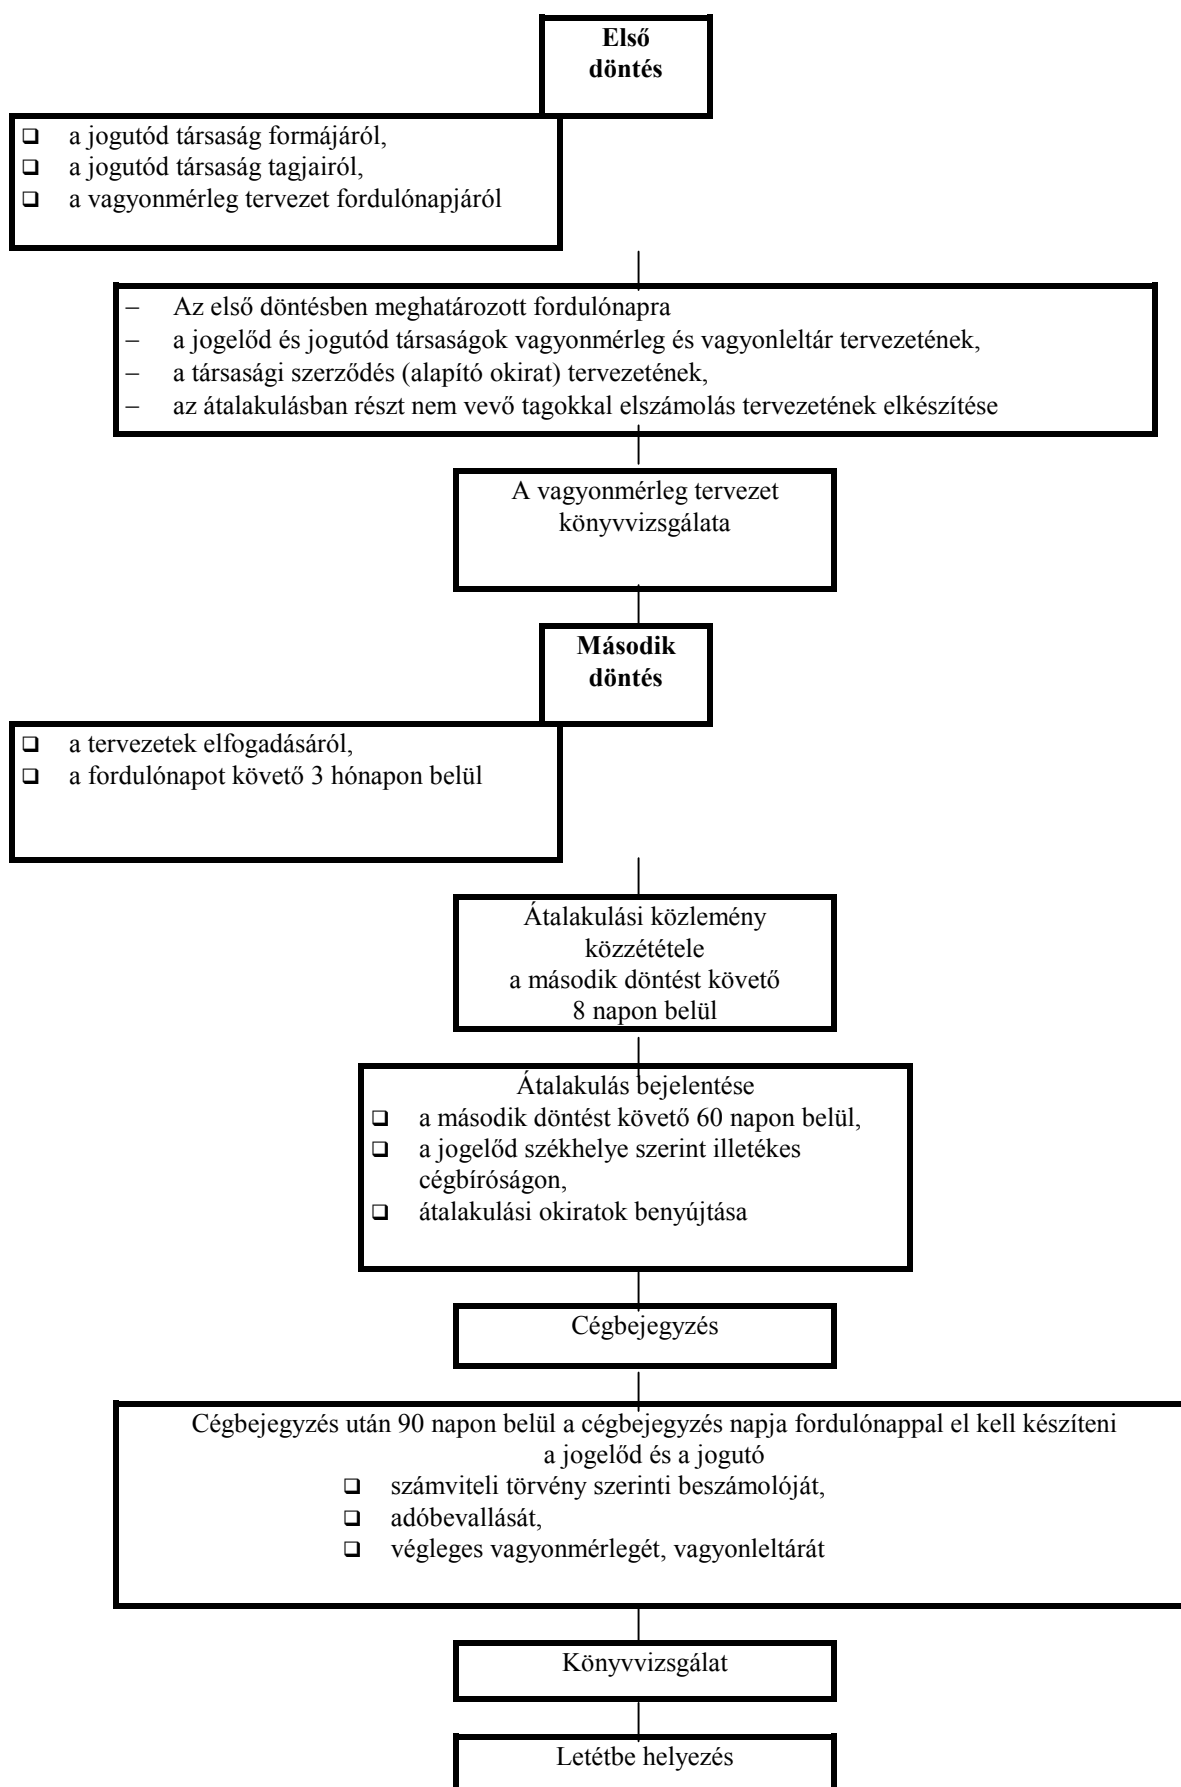 Első
döntés
❑ a jogutód társaság formájáról,
❑ a jogutód társaság tagjairól,
❑ a vagyonmérleg tervezet fordulónapjáról
– Az első döntésben meghatározott fordulónapra
– a jogelőd és jogutód társaságok vagyonmérleg és vagyonleltár tervezetének,
– a társasági szerződés (alapító okirat) tervezetének,
– az átalakulásban részt nem vevő tagokkal elszámolás tervezetének elkészítése
A vagyonmérleg tervezet
könyvvizsgálata
Második
döntés
❑ a tervezetek elfogadásáról,
❑ a fordulónapot követő 3 hónapon belül
Átalakulási közlemény
közzététele
a második döntést követő
8 napon belül
Átalakulás bejelentése
❑ a második döntést követő 60 napon belül,
❑ a jogelőd székhelye szerint illetékes
cégbíróságon,
❑ átalakulási okiratok benyújtása
Cégbejegyzés
Cégbejegyzés után 90 napon belül a cégbejegyzés napja fordulónappal el kell készíteni
a jogelőd és a jogutó
❑ számviteli törvény szerinti beszámolóját,
❑ adóbevallását,
❑ végleges vagyonmérlegét, vagyonleltárát
Könyvvizsgálat
Letétbe helyezés